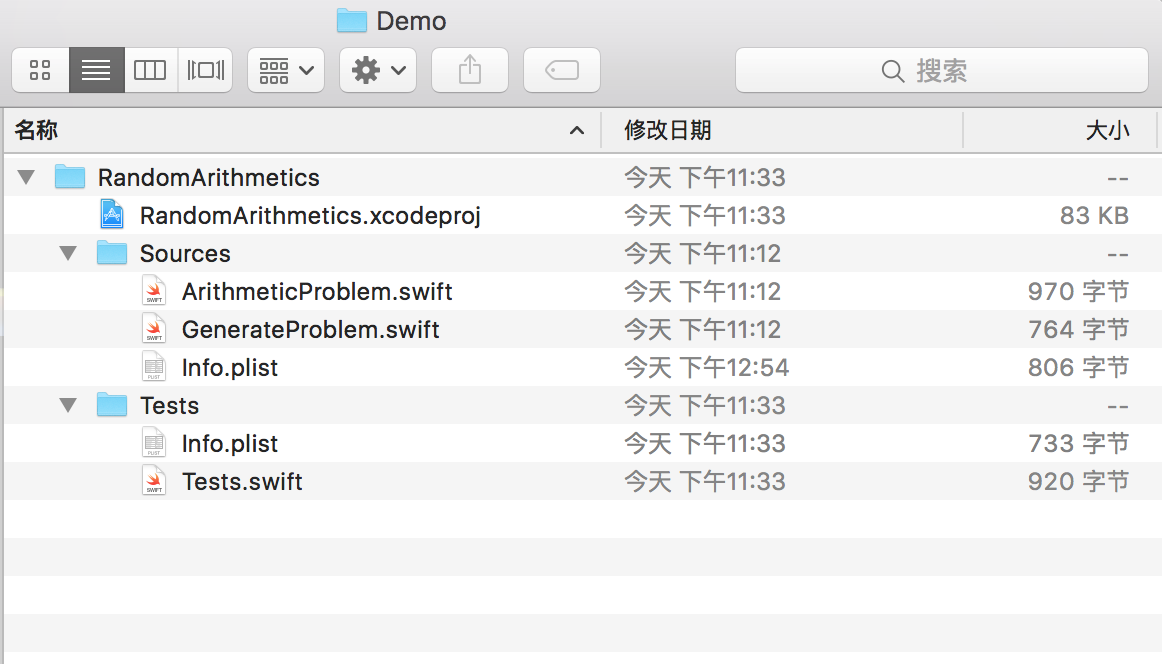 Demo
搜索
名称 修改日期 大小
RandomArithmetics 今天 下午11:33 --
RandomArithmetics.xcodeproj 今天 下午11:33 83 KB
Sources 今天 下午11:12 --
ArithmeticProblem.swift 今天 下午11:12 970 字节
GenerateProblem.swift 今天 下午11:12 764 字节
Info.plist 今天 下午12:54 806 字节
Tests 今天 下午11:33 --
Info.plist 今天 下午11:33 733 字节
Tests.swift 今天 下午11:33 920 字节